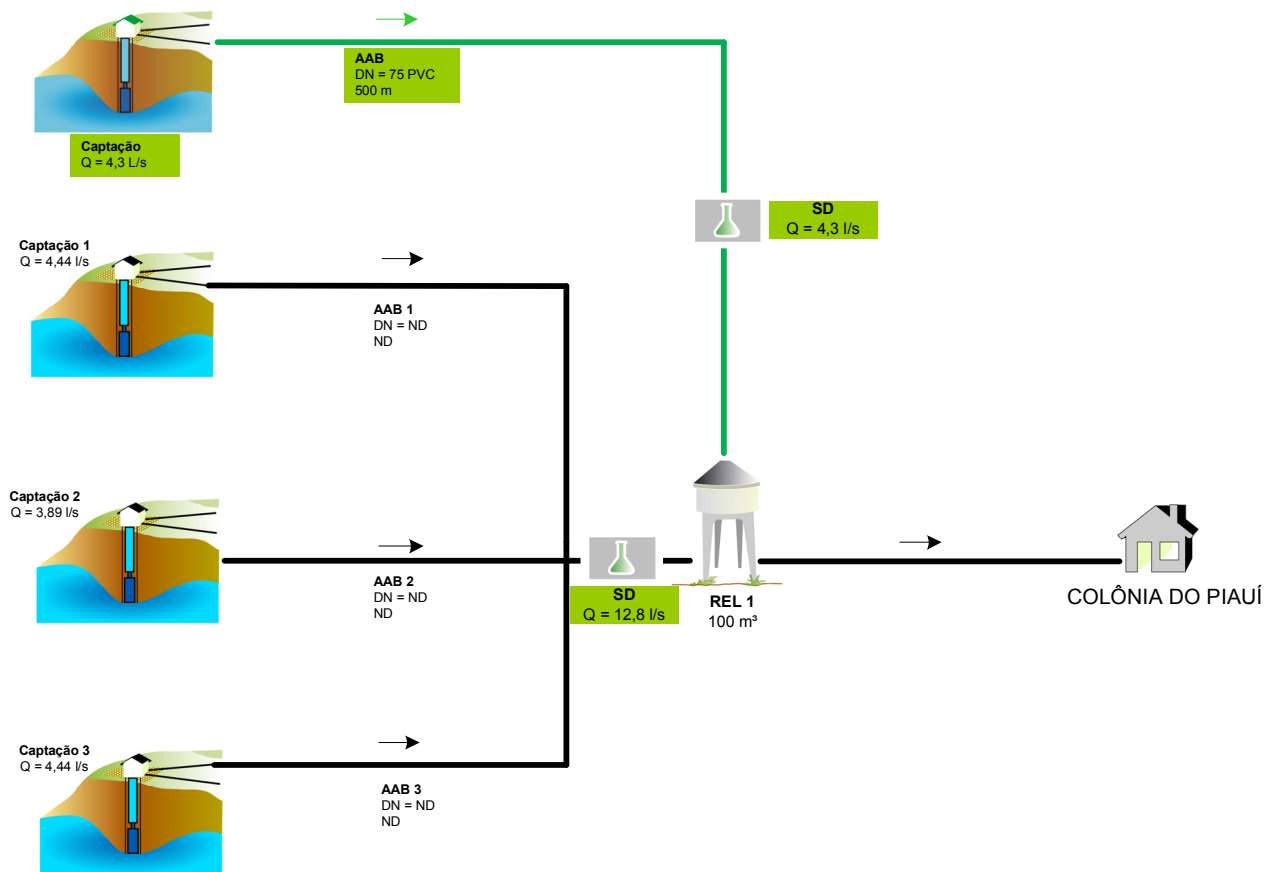 AAB
DN = 75 PVC
500 m
Captação
Q = 4,3 L/s
SD
Q = 4,3 l/s
Captação 1
Q = 4,44 l/s
AAB 1
DN = ND
ND
Captação 2
Q = 3,89 l/s
AAB 2
DN = ND
ND
SD
Q = 12,8 l/s
REL 1
100 m³
COLÔNIA DO PIAUÍ
Captação 3
Q = 4,44 l/s
AAB 3
DN = ND
ND